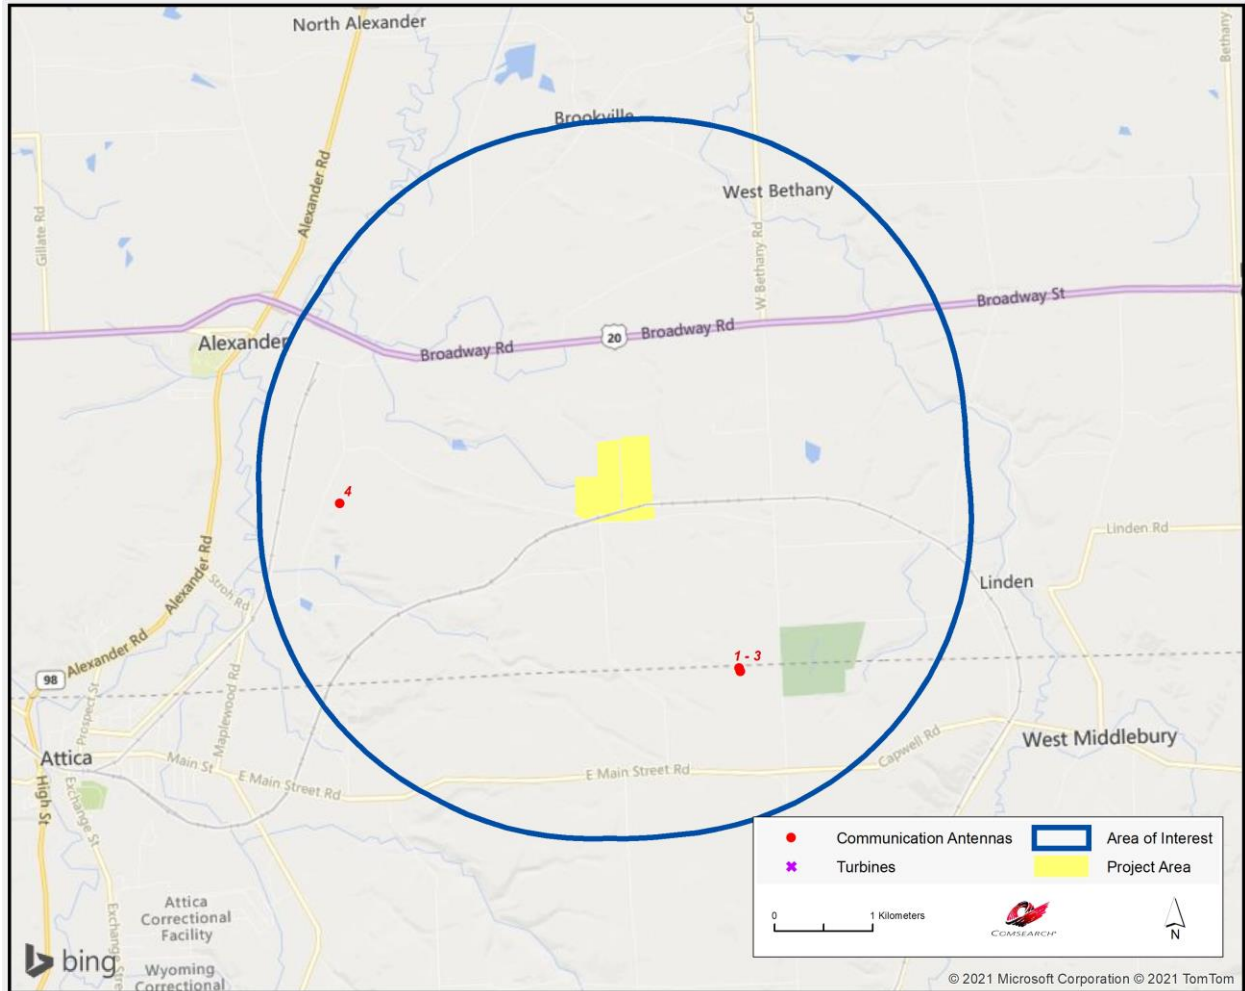 North Alexander
Brookville
Bethany
Alexander Rd
Gillate Rd
West Bethany
W Bethany Rd
Broadway St
20
Broadway Rd
Alexander
Broadway Rd
4
Linden Rd
Alexander Rd
Stroh Rd
Linden
Alexander Rd
1 - 3
98
Prospect St
Maplewood Rd
Attica
Main St
E Main Street Rd
E Main Street Rd
Capwell Rd
West Middlebury
High St
Exchange St
Communication Antennas
Area of Interest
Turbines
Project Area
Attica
Correctional
Facility
Exchange Stre
0
1 Kilometers
COMSEARCH
N
bing
Wyoming
Correctional
© 2021 Microsoft Corporation © 2021 TomTom